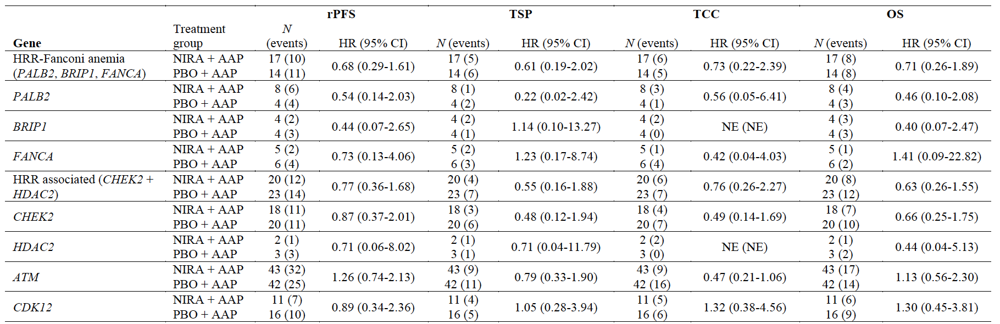 rPFS TSP TCC OS
Treatment N
Gene group (events) HR (95% CI) N (events) HR (95% CI) N (events) HR (95% CI) N (events) HR (95% CI)
HRR-Fanconi anemia NIRA + AAP 17 (10) 17 (5) 17 (6) 17 (8)
0.68 (0.29-1.61) 0.61 (0.19-2.02) 0.73 (0.22-2.39) 0.71 (0.26-1.89)
(PALB2, BRIP1, FANCA) PBO + AAP 14 (11) 14 (6) 14 (5) 14 (8)
NIRA + AAP 8 (6) 8 (1) 8 (3) 8 (4)
PALB2 0.54 (0.14-2.03) 0.22 (0.02-2.42) 0.56 (0.05-6.41) 0.46 (0.10-2.08)
PBO + AAP 4 (4) 4 (2) 4 (1) 4 (3)
NIRA + AAP 4 (2) 4 (2) 4 (2) 4 (3)
BRIP1 0.44 (0.07-2.65) 1.14 (0.10-13.27) NE (NE) 0.40 (0.07-2.47)
PBO + AAP 4 (3) 4 (1) 4 (0) 4 (3)
NIRA + AAP 5 (2) 5 (2) 5 (1) 5 (1)
FANCA 0.73 (0.13-4.06) 1.23 (0.17-8.74) 0.42 (0.04-4.03) 1.41 (0.09-22.82)
PBO + AAP 6 (4) 6 (3) 6 (4) 6 (2)
HRR associated (CHEK2 + NIRA + AAP 20 (12) 20 (4) 20 (6) 20 (8)
0.77 (0.36-1.68) 0.55 (0.16-1.88) 0.76 (0.26-2.27) 0.63 (0.26-1.55)
HDAC2) PBO + AAP 23 (14) 23 (7) 23 (7) 23 (12)
NIRA + AAP 18 (11) 18 (3) 18 (4) 18 (7)
CHEK2 0.87 (0.37-2.01) 0.48 (0.12-1.94) 0.49 (0.14-1.69) 0.66 (0.25-1.75)
PBO + AAP 20 (11) 20 (6) 20 (7) 20 (10)
NIRA + AAP 2 (1) 2 (1) 2 (2) 2 (1)
HDAC2 0.71 (0.06-8.02) 0.71 (0.04-11.79) NE (NE) 0.44 (0.04-5.13)
PBO + AAP 3 (3) 3 (1) 3 (0) 3 (2)
NIRA + AAP 43 (32) 43 (9) 43 (9) 43 (17)
ATM 1.26 (0.74-2.13) 0.79 (0.33-1.90) 0.47 (0.21-1.06) 1.13 (0.56-2.30)
PBO + AAP 42 (25) 42 (11) 42 (16) 42 (14)
NIRA + AAP 11 (7) 11 (4) 11 (5) 11 (6)
CDK12 0.89 (0.34-2.36) 1.05 (0.28-3.94) 1.32 (0.38-4.56) 1.30 (0.45-3.81)
PBO + AAP 16 (10) 16 (5) 16 (6) 16 (9)